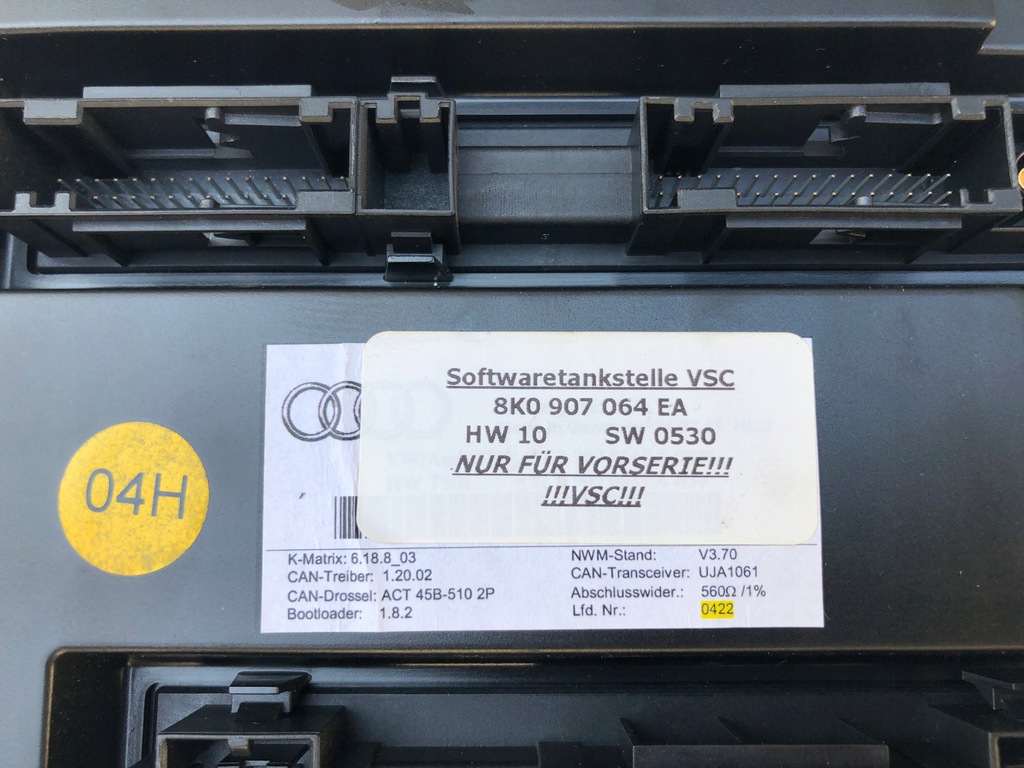 Softwaretankstelle VSC
8K0 907 064 EA
HW 10 SW 0530
NUR FÜR VORSERIE!!!
!!!VSC!!!
04H
K-Matrix: 6.18.8_03 NWM-Stand: V3.70
CAN-Treiber: 1.20.02 CAN-Transceiver: UJA1061
CAN-Drossel: ACT 45B-510 2P Abschlusswider.: 560Ω /1%
Bootloader: 1.8.2 Lfd. Nr.: 0422